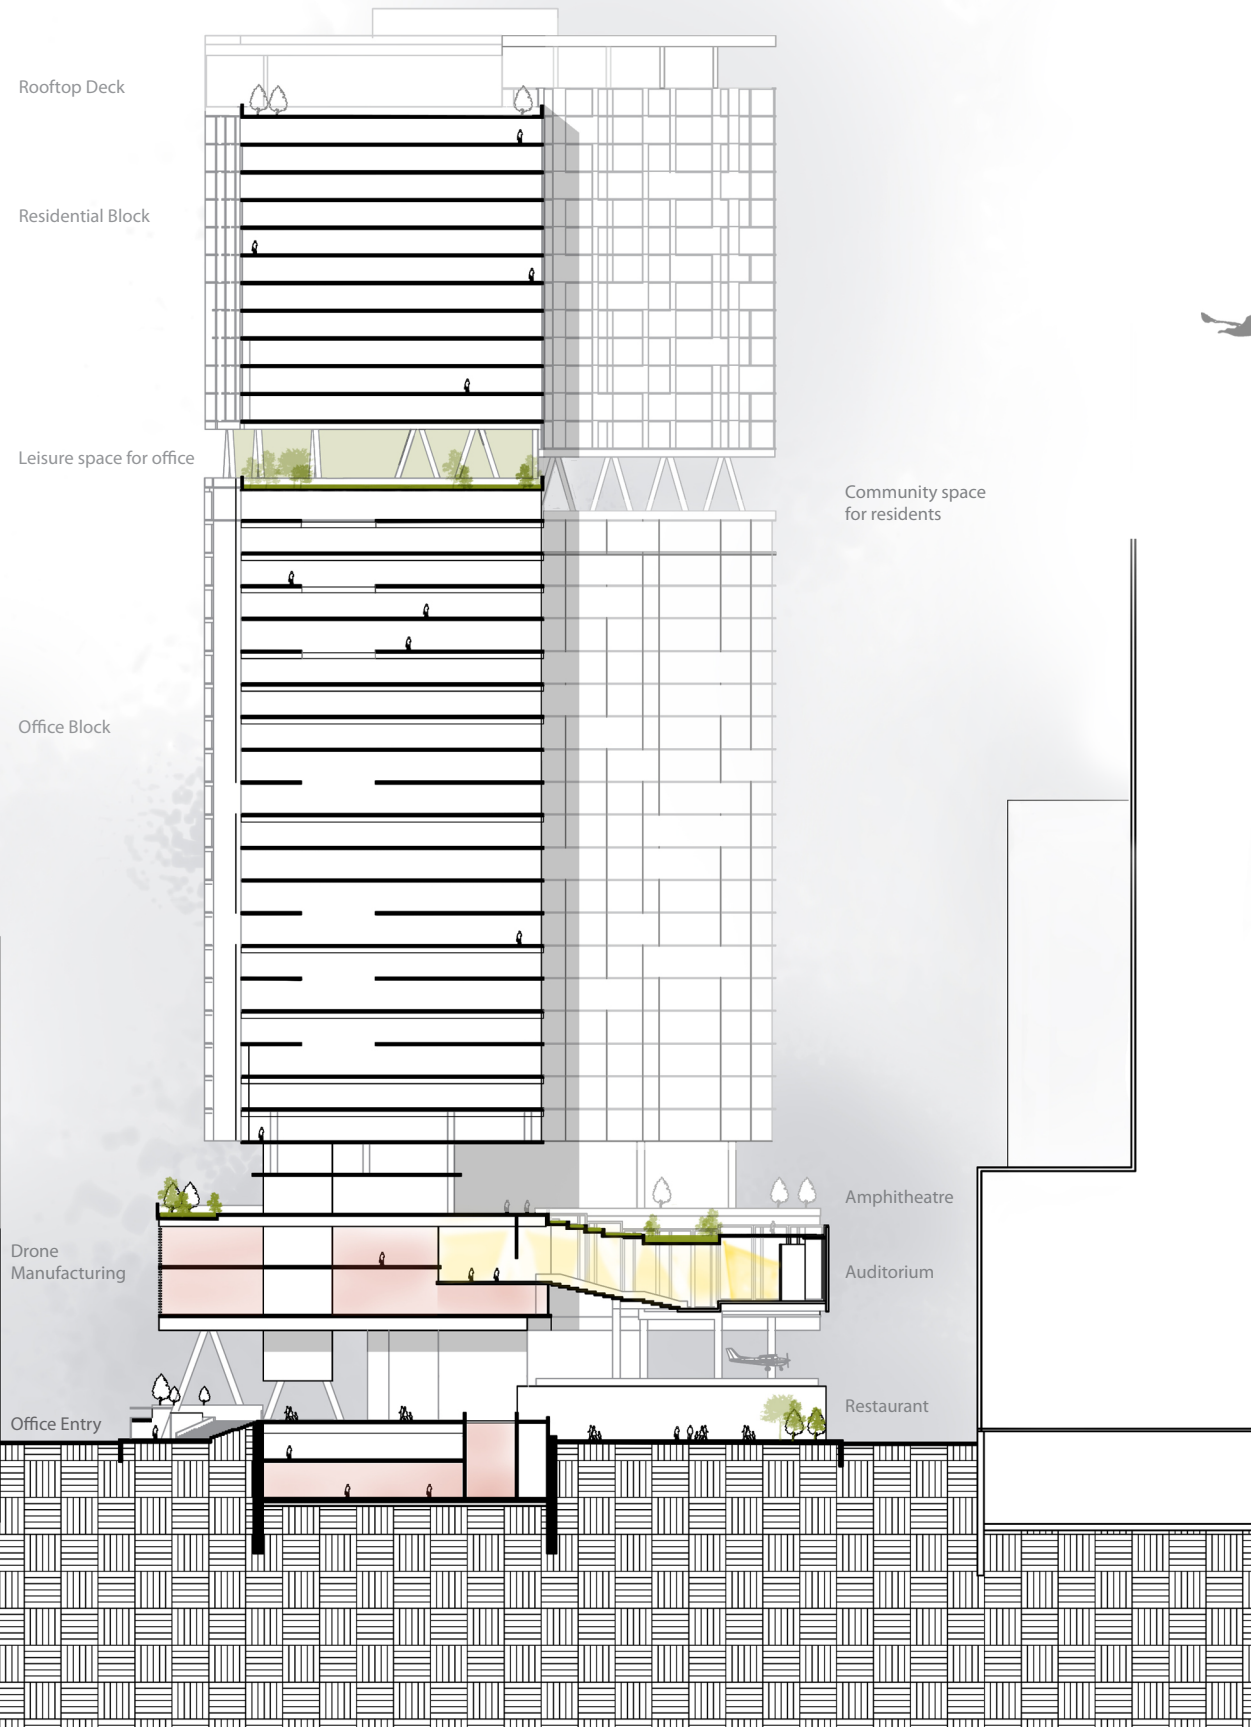 Rooftop Deck
Residential Block
Leisure space for office
Community space
for residents
Office Block
Amphitheatre
Drone
Manufacturing
Auditorium
Restaurant
Office Entry